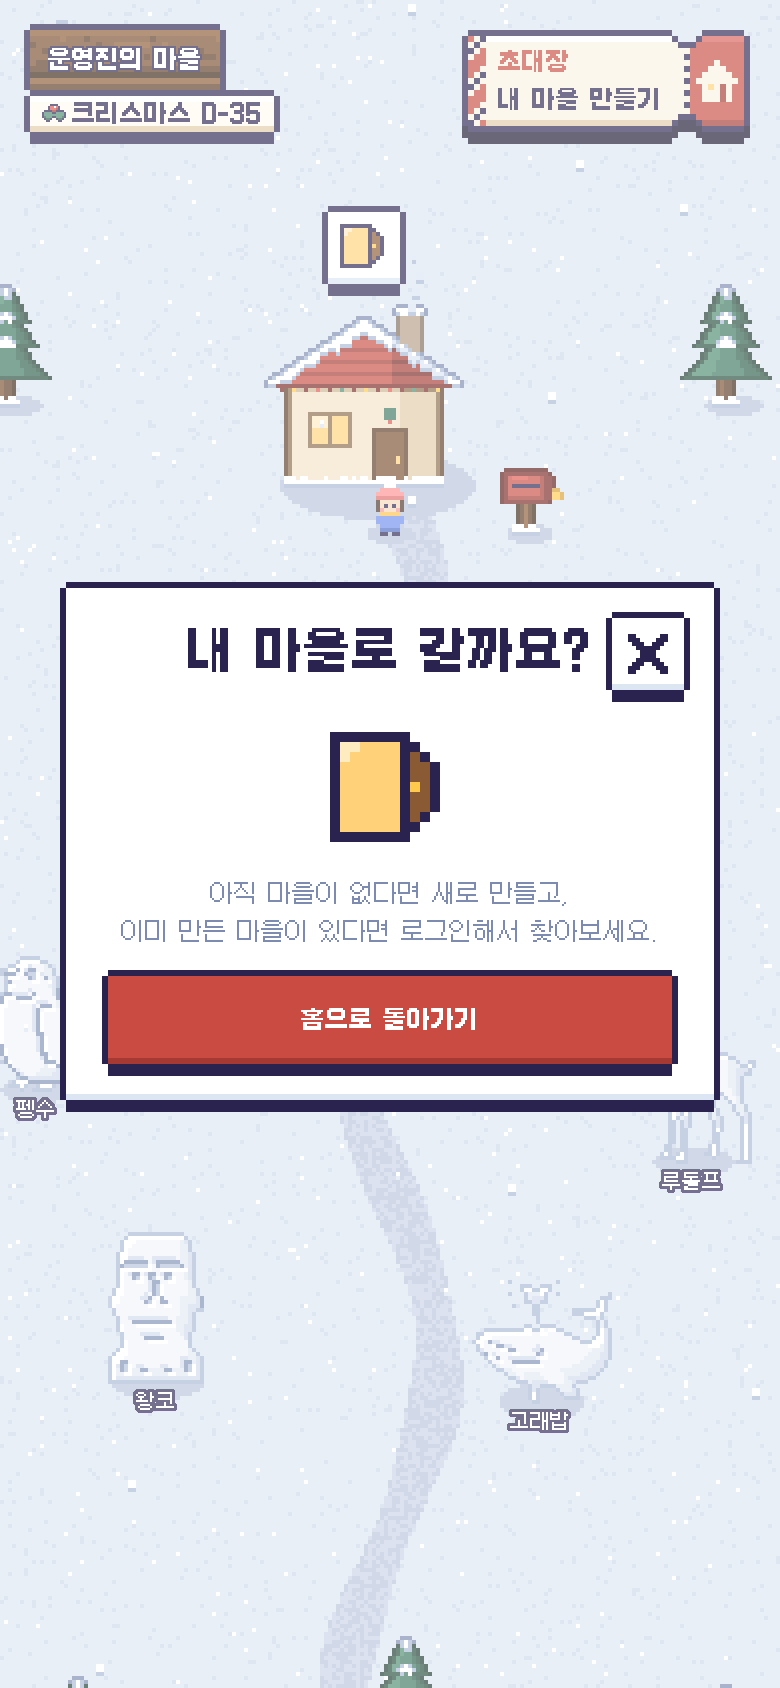 운영진의 마을
크리스마스 D-35
초대장
내 마을 만들기
내 마을로 갈까요?
아직 마을이 없다면 새로 만들고,
이미 만든 마을이 있다면 로그인해서 찾아보세요.
홈으로 돌아가기
펭수
루돌프
왕코
고래밥